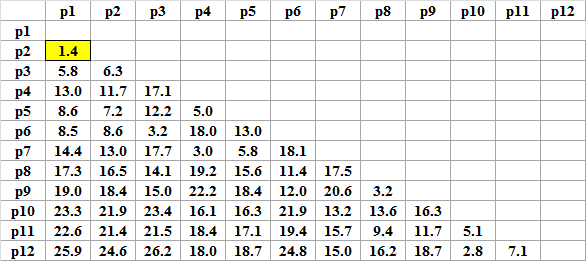 p1 p2 p3 p4 p5 p6 p7 p8 p9 p10 p11 p12
p1
p2 1.4
p3 5.8 6.3
p4 13.0 11.7 17.1
p5 8.6 7.2 12.2 5.0
p6 8.5 8.6 3.2 18.0 13.0
p7 14.4 13.0 17.7 3.0 5.8 18.1
p8 17.3 16.5 14.1 19.2 15.6 11.4 17.5
p9 19.0 18.4 15.0 22.2 18.4 12.0 20.6 3.2
p10 23.3 21.9 23.4 16.1 16.3 21.9 13.2 13.6 16.3
p11 22.6 21.4 21.5 18.4 17.1 19.4 15.7 9.4 11.7 5.1
p12 25.9 24.6 26.2 18.0 18.7 24.8 15.0 16.2 18.7 2.8 7.1